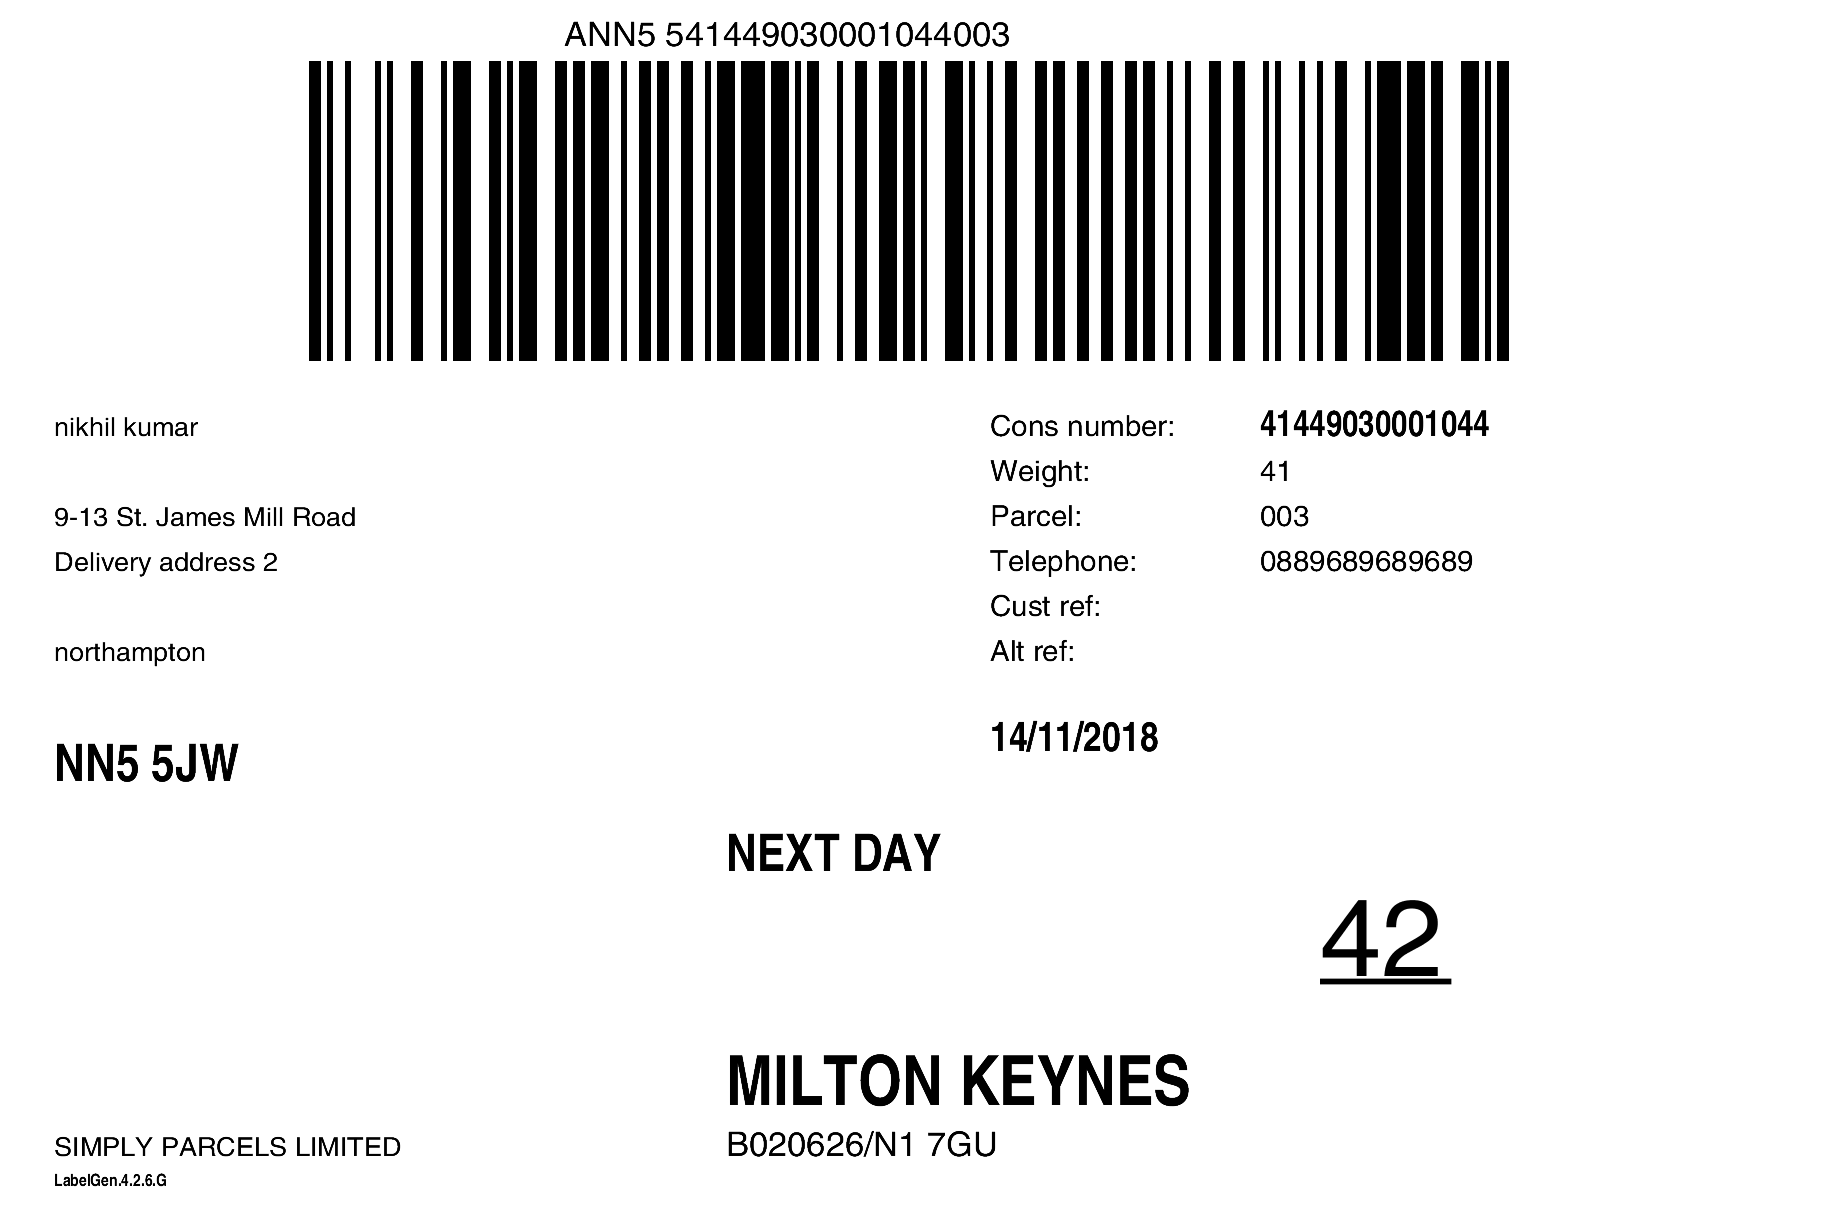 ANN5 541449030001044003
nikhil kumar
9-13 St. James Mill Road
Delivery address 2
northampton
NN5 5JW
Cons number: 41449030001044
Weight: 41
Parcel: 003
Telephone: 0889689689689
Cust ref:
Alt ref:
14/11/2018
NEXT DAY
42
MILTON KEYNES
B020626/N1 7GU
SIMPLY PARCELS LIMITED
LabelGen.4.2.6.G